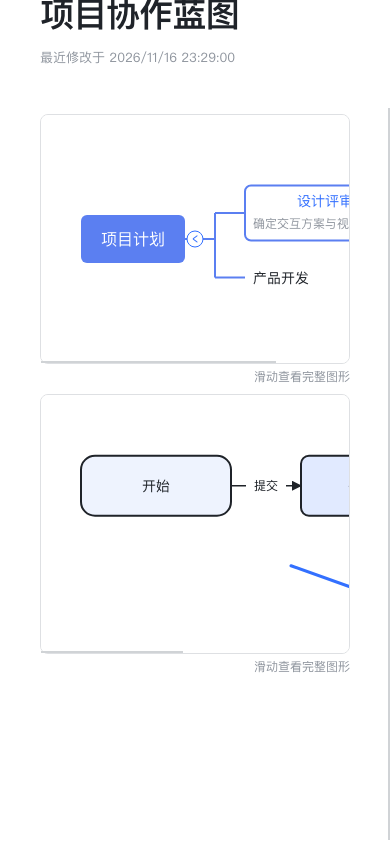 项目协作蓝图
最近修改于 2026/11/16 23:29:00
设计评审
项目计划
确定交互方案与视
产品开发
滑动查看完整图形
开始
提交
滑动查看完整图形